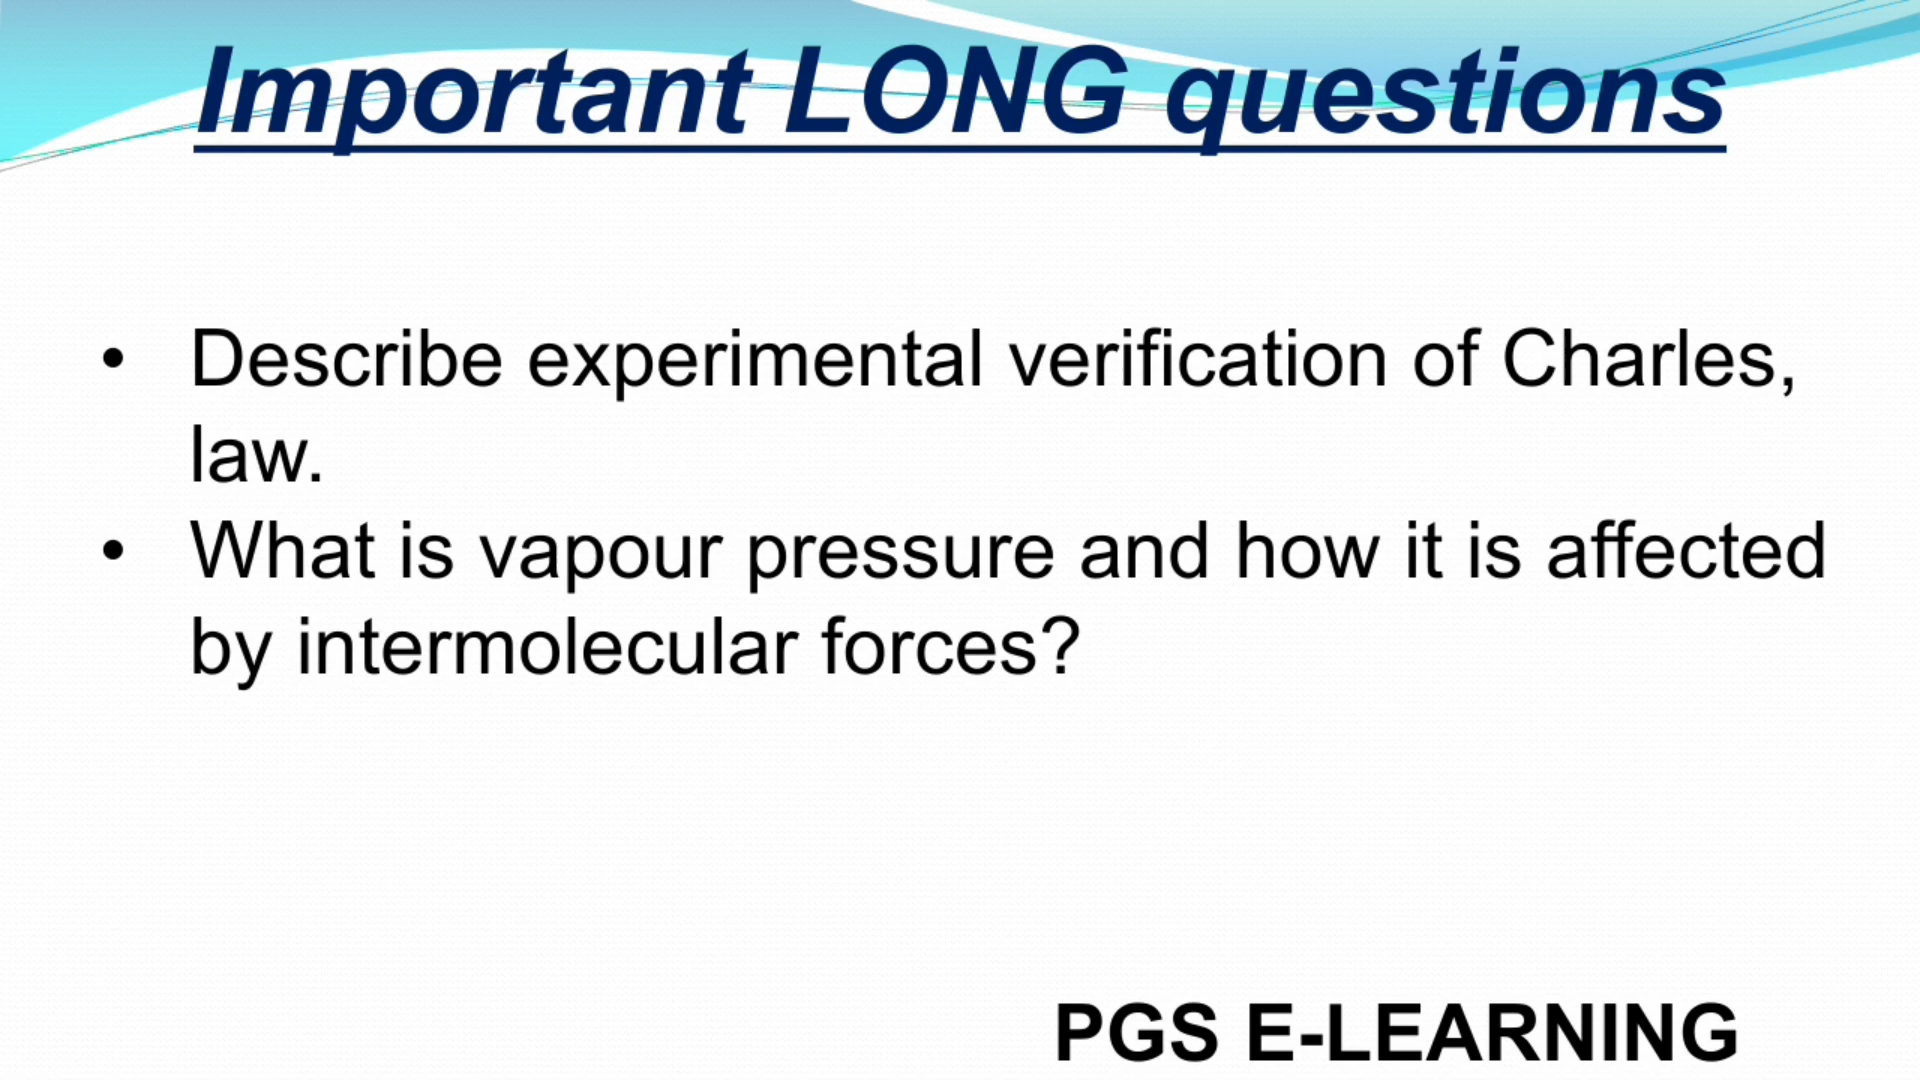 Important LONG questions
• Describe experimental verification of Charles,
law.
• What is vapour pressure and how it is affected
by intermolecular forces?
PGS E-LEARNING